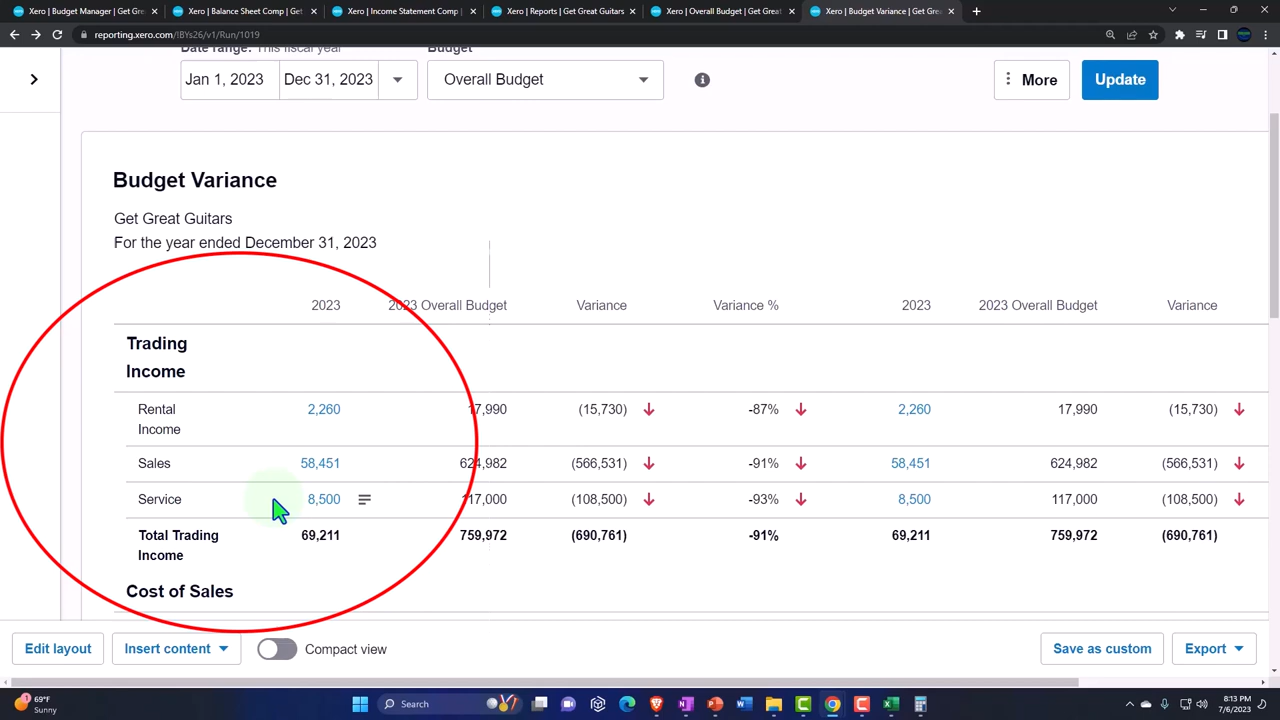 Xero | Reports | Get Great Guitars
Xero | Balance Sheet Comp | Get
Xero | Income Statement Comp |
Xero | Reports | Get Great Guitars
Xero | Overall Budget | Get Great
Xero | Budget Variance | Get Great
reporting.xero.com/!BYs26/v1/Run/1019
Date range: This fiscal year Budget
Jan 1, 2023 Dec 31, 2023 Overall Budget More Update
Budget Variance
Get Great Guitars
For the year ended December 31, 2023
2023 2023 Overall Budget Variance Variance % 2023 2023 Overall Budget Variance
Trading
Income
Rental 2,260 17,990 (15,730) -87% 2,260 17,990 (15,730)
Income
Sales 58,451 624,982 (566,531) -91% 58,451 624,982 (566,531)
Service 8,500 117,000 (108,500) -93% 8,500 117,000 (108,500)
Total Trading 69,211 759,972 (690,761) -91% 69,211 759,972 (690,761)
Income
Cost of Sales
Edit layout Insert content Compact view Save as custom Export
1 69°F Search 8:13 PM
Sunny 7/6/2023